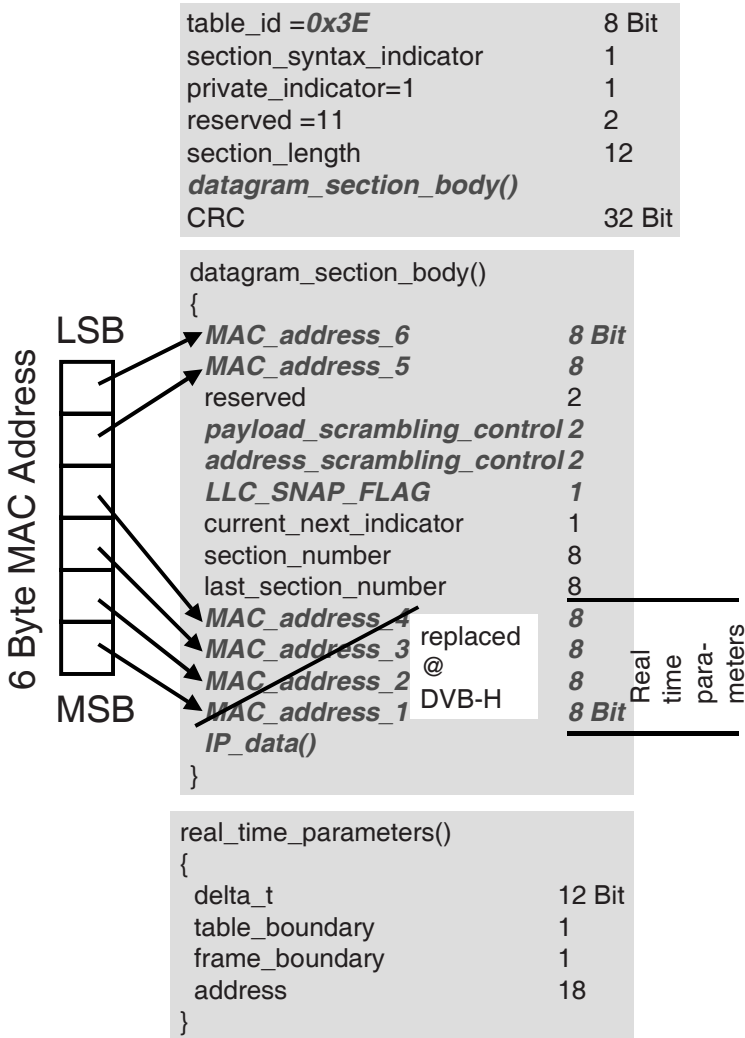 table_id =0x3E 8 Bit
section_syntax_indicator 1
private_indicator=1 1
reserved =11 2
section_length 12
datagram_section_body()
CRC 32 Bit
datagram_section_body()
{
LSB
MAC_address_6 8 Bit
MAC_address_5 8
reserved 2
payload_scrambling_control 2
address_scrambling_control 2
LLC_SNAP_FLAG 1
current_next_indicator 1
section_number 8
last_section_number 8
MAC_address_4 8
MAC_address_3 8
MAC_address_2 8
MAC_address_1 8 Bit
IP_data()
}
6 Byte MAC Address
MSB
replaced
@
DVB-H
Real
time
para-
meters
real_time_parameters()
{
delta_t 12 Bit
table_boundary 1
frame_boundary 1
address 18
}